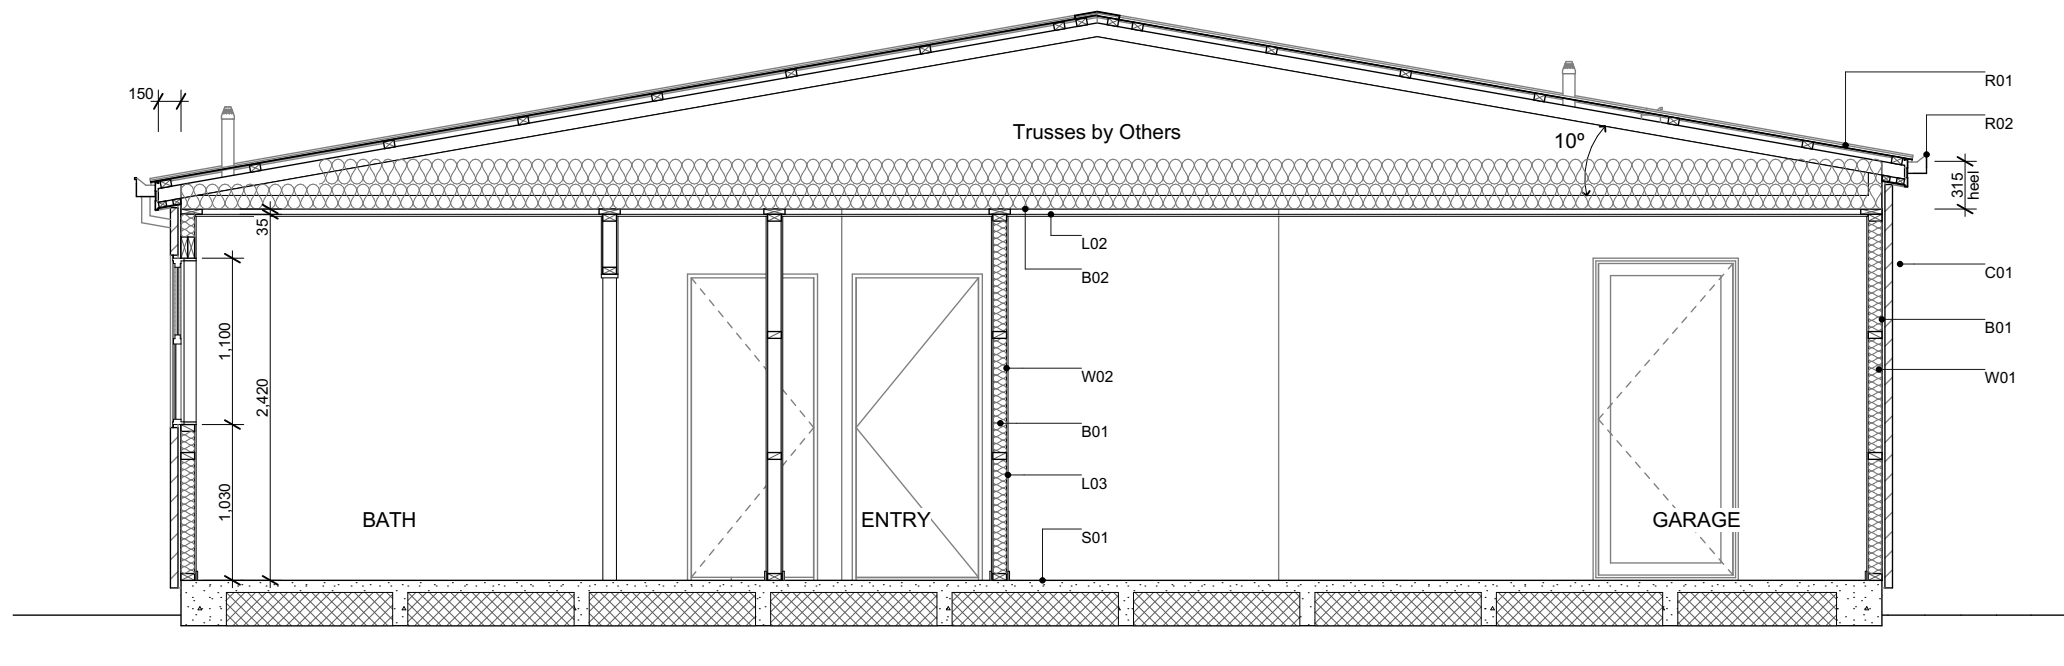 150
R01
Trusses by Others
R02
10°
315
heel
35
L02
B02
C01
1,100
B01
2,420
W02
W01
B01
1,030
L03
BATH
ENTRY
GARAGE
S01